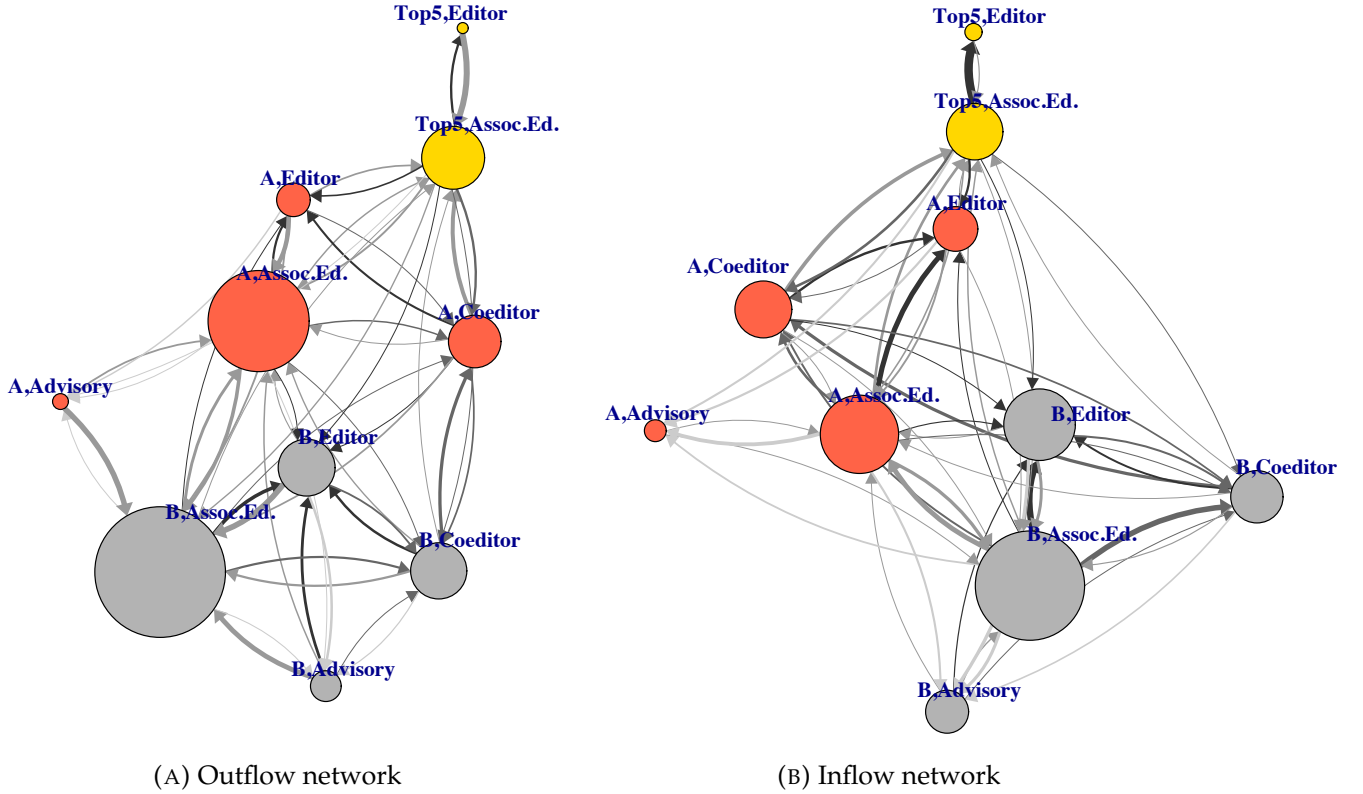 Top5,Editor
Top5,Assoc.Ed.
A,Editor
A,Assoc.Ed.
A,Coeditor
A,Advisory
B,Editor
B,Assoc.Ed.
B,Coeditor
B,Advisory
(A) Outflow network
Top5,Editor
Top5,Assoc.Ed.
A,Editor
A,Coeditor
A,Assoc.Ed.
A,Advisory
B,Editor
B,Coeditor
B,Assoc.Ed.
B,Advisory
(B) Inflow network